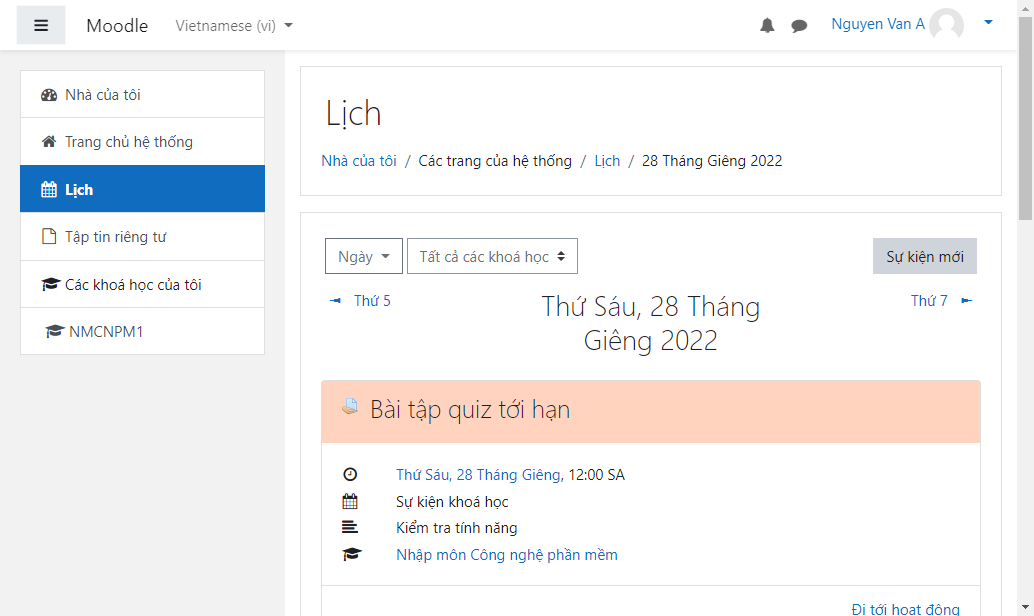 Moodle Vietnamese (vi) Nguyen Van A
Nhà của tôi
Trang chủ hệ thống
Lịch
Tập tin riêng tư
Các khoá học của tôi
NMCNPM1
Lịch
Nhà của tôi / Các trang của hệ thống / Lịch / 28 Tháng Giêng 2022
Ngày Tất cả các khoá học Sự kiện mới
◄ Thứ 5 Thứ 7 ►
Thứ Sáu, 28 Tháng
Giêng 2022
Bài tập quiz tới hạn
Thứ Sáu, 28 Tháng Giêng, 12:00 SA
Sự kiện khoá học
Kiểm tra tính năng
Nhập môn Công nghệ phần mềm
Đi tới hoạt động